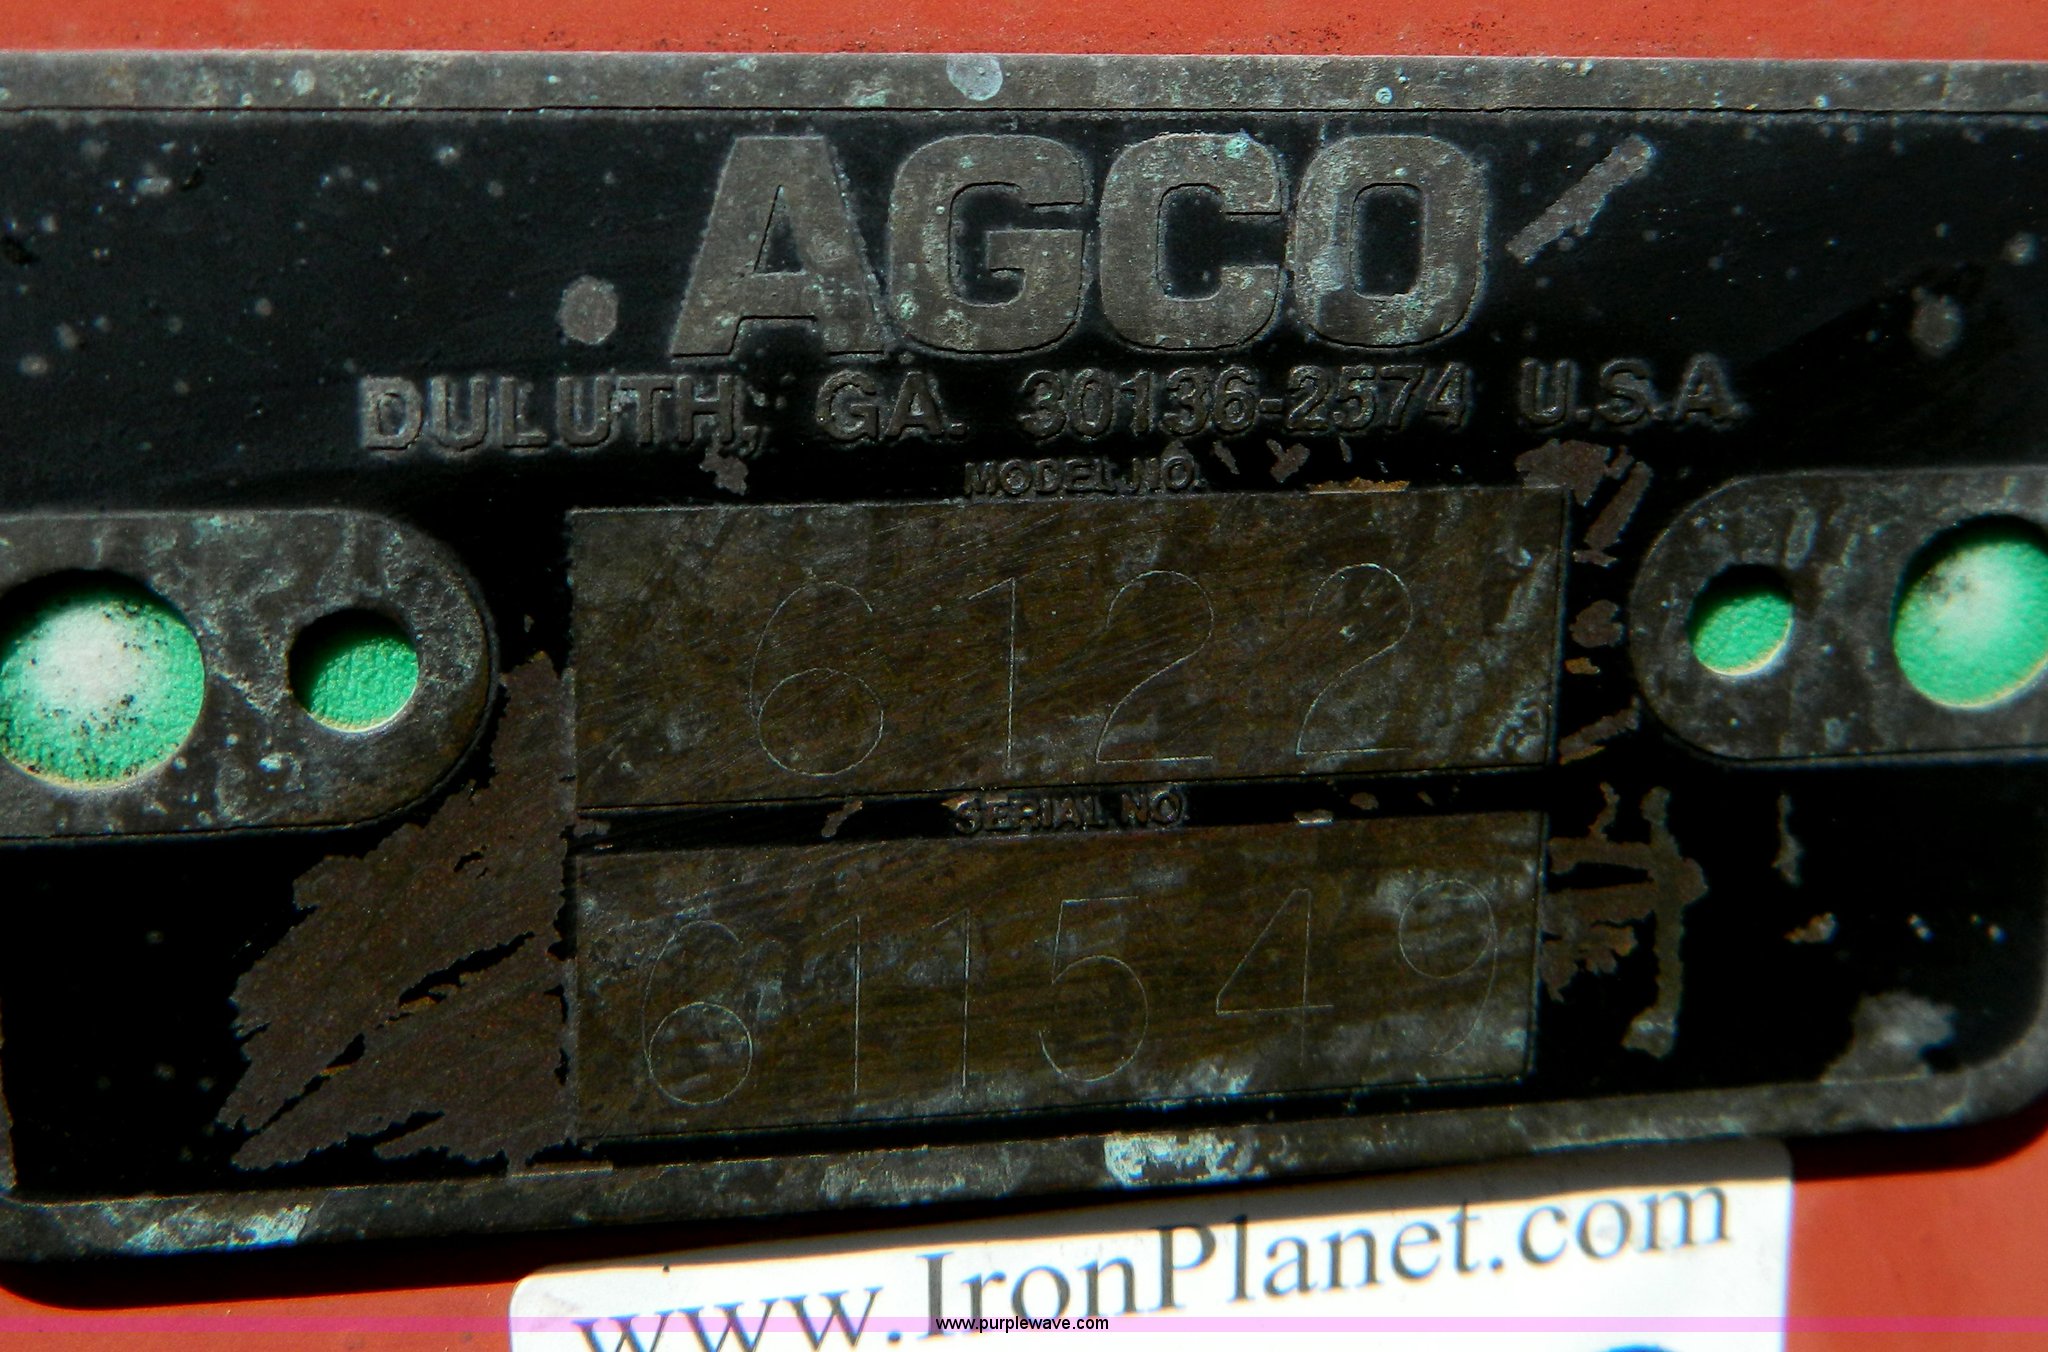 AGCO
DULUTH, GA. 30136-2574 U.S.A.
MODEL NO.
6122
SERIAL NO.
611549
www.IronPlanet.com
www.purplewave.com